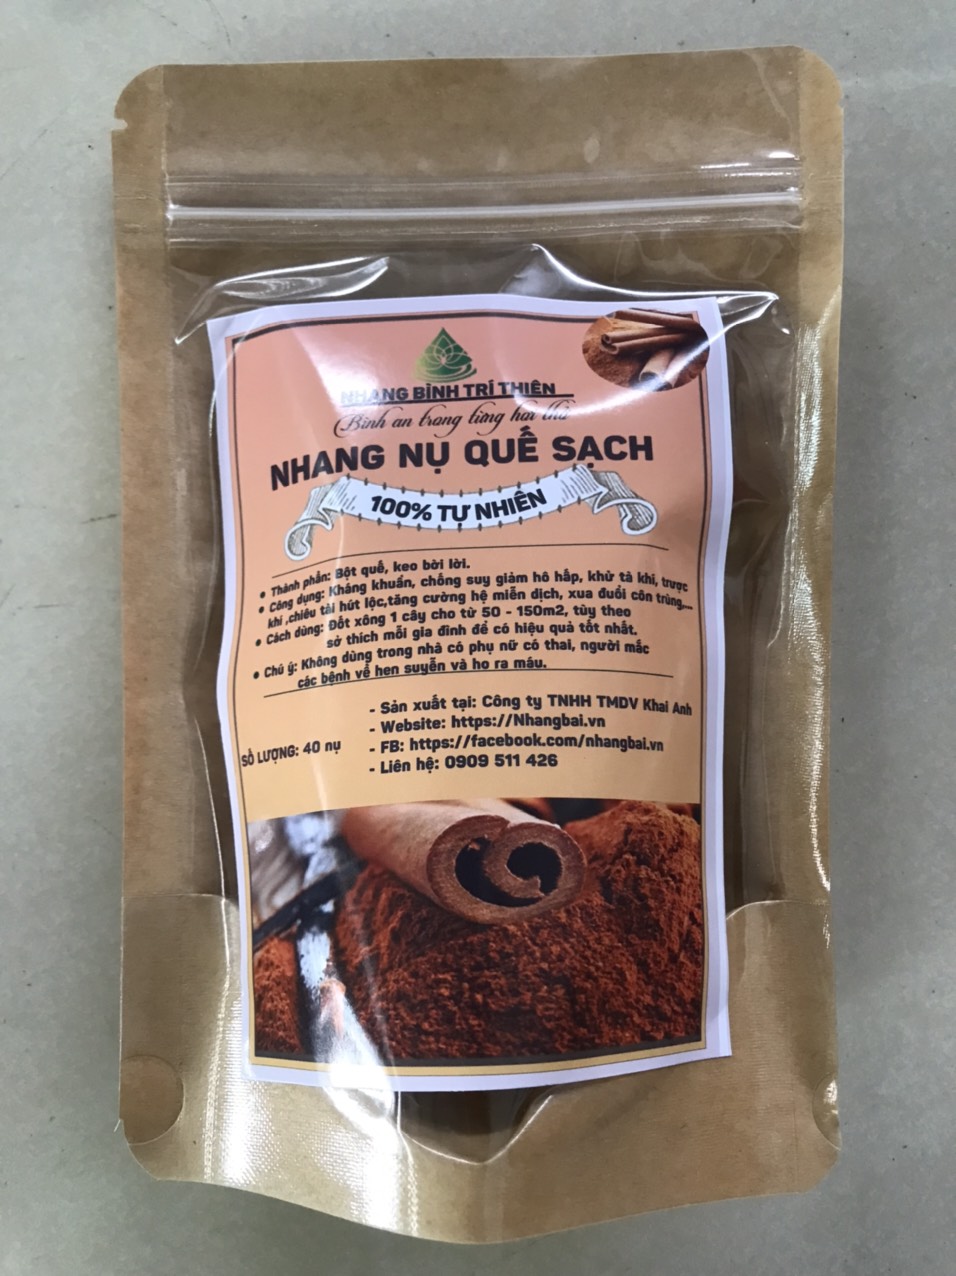 NHANG BÌNH TRÍ THIÊN
Bình an trong từng hơi thở
NHANG NỤ QUẾ SẠCH
100% TỰ NHIÊN
• Thành phần: Bột quế, keo bời lời.
• Công dụng: Kháng khuẩn, chống suy giảm hô hấp, khử tà khí, trược
khí ,chiêu tài hút lộc,tăng cường hệ miễn dịch, xua đuổi côn trùng,...
• Cách dùng: Đốt xông 1 cây cho từ 50 - 150m2, tùy theo
sở thích mỗi gia đình để có hiệu quả tốt nhất.
• Chú ý: Không dùng trong nhà có phụ nữ có thai, người mắc
các bệnh về hen suyễn và ho ra máu.
- Sản xuất tại: Công ty TNHH TMDV Khai Anh
- Website: https://Nhangbai.vn
SỐ LƯỢNG: 40 nụ
- FB: https://facebook.com/nhangbai.vn
- Liên hệ: 0909 511 426